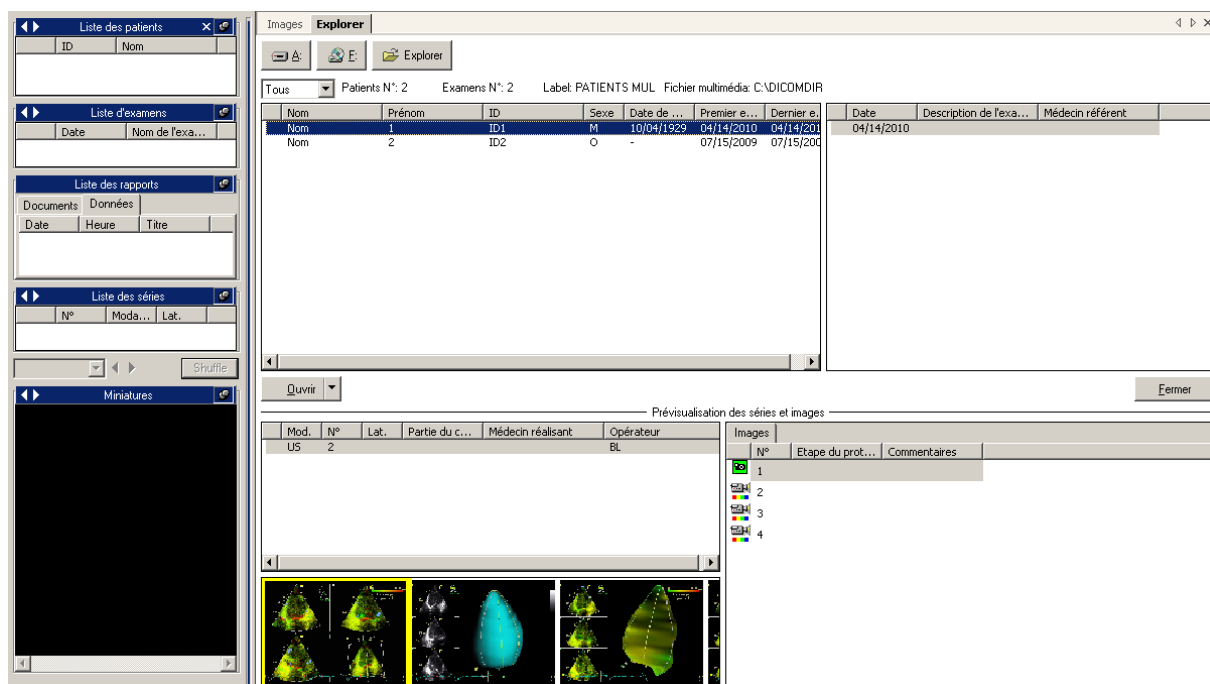 Liste des patients
ID Nom
Liste d'examens
Date Nom de l'exa...
Liste des rapports
Documents Données
Date Heure Titre
Liste des séries
N° Moda... Lat.
Shuffle
Miniatures
Images Explorer
A: F: Explorer
Tous Patients N°: 2 Examens N°: 2 Label: PATIENTS MUL Fichier multimédia: C:\DICOMDIR
Nom Prénom ID Sexe Date de ... Premier e... Dernier e.
Nom 1 ID1 M 10/04/1929 04/14/2010 04/14/201
Nom 2 ID2 O - 07/15/2009 07/15/200
Date Description de l'exa... Médecin référent
04/14/2010
Ouvrir
Fermer
Prévisualisation des séries et images
Mod. N° Lat. Partie du c... Médecin réalisant Opérateur
US 2 BL
Images
N° Etape du prot... Commentaires
1
2
3
4